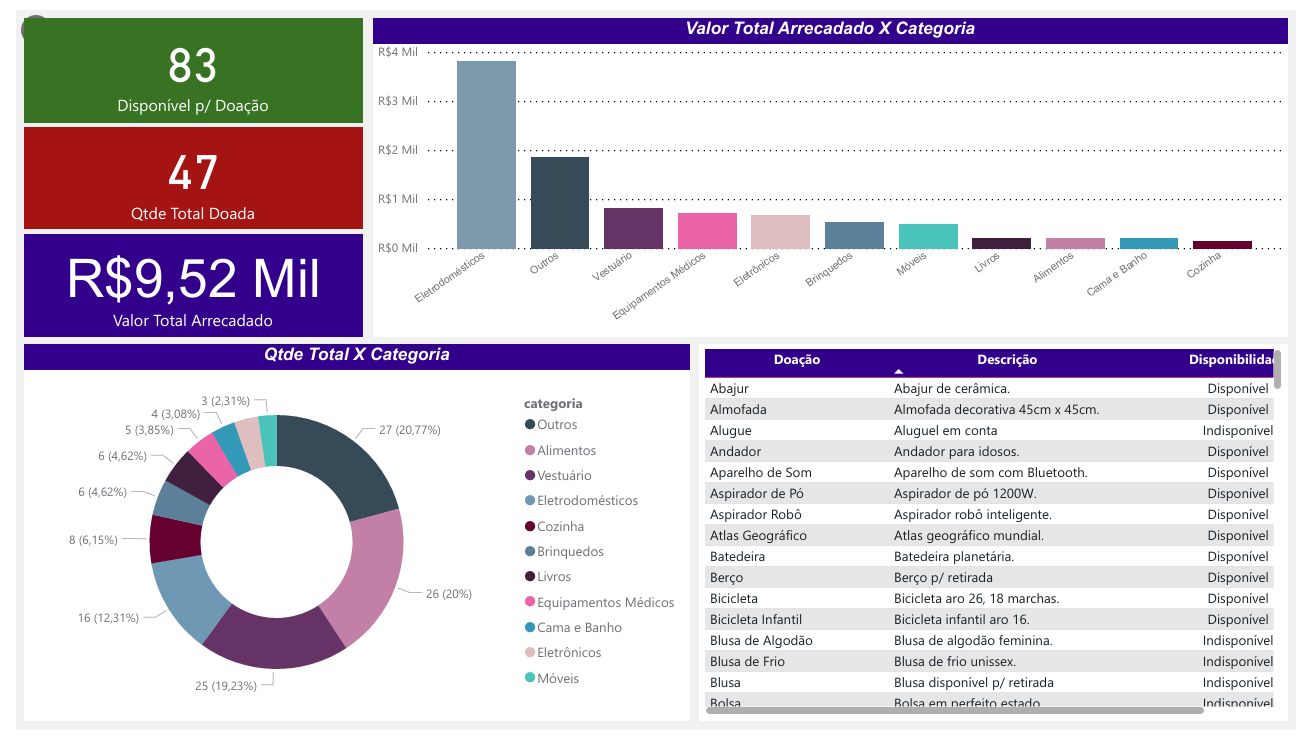 83
Disponível p/ Doação
47
Qtde Total Doada
R$9,52 Mil
Valor Total Arrecadado
Valor Total Arrecadado X Categoria
R$4 Mil
R$3 Mil
R$2 Mil
R$1 Mil
R$0 Mil
Eletrodomésticos
Outros
Vestuário
Equipamentos Médicos
Eletrônicos
Brinquedos
Móveis
Livros
Alimentos
Cama e Banho
Cozinha
Qtde Total X Categoria
27 (20,77%)
26 (20%)
25 (19,23%)
16 (12,31%)
8 (6,15%)
6 (4,62%)
6 (4,62%)
5 (3,85%)
4 (3,08%)
3 (2,31%)
categoria
Outros
Alimentos
Vestuário
Eletrodomésticos
Cozinha
Brinquedos
Livros
Equipamentos Médicos
Cama e Banho
Eletrônicos
Móveis
Doação Descrição Disponibilidad
Abajur Abajur de cerâmica. Disponível
Almofada Almofada decorativa 45cm x 45cm. Disponível
Alugue Aluguel em conta Indisponível
Andador Andador para idosos. Disponível
Aparelho de Som Aparelho de som com Bluetooth. Disponível
Aspirador de Pó Aspirador de pó 1200W. Disponível
Aspirador Robô Aspirador robô inteligente. Disponível
Atlas Geográfico Atlas geográfico mundial. Disponível
Batedeira Batedeira planetária. Disponível
Berço Berço p/ retirada Disponível
Bicicleta Bicicleta aro 26, 18 marchas. Disponível
Bicicleta Infantil Bicicleta infantil aro 16. Disponível
Blusa de Algodão Blusa de algodão feminina. Indisponível
Blusa de Frio Blusa de frio unissex. Indisponível
Blusa Blusa disponível p/ retirada Indisponível
Bolsa Bolsa em perfeito estado Indisponível